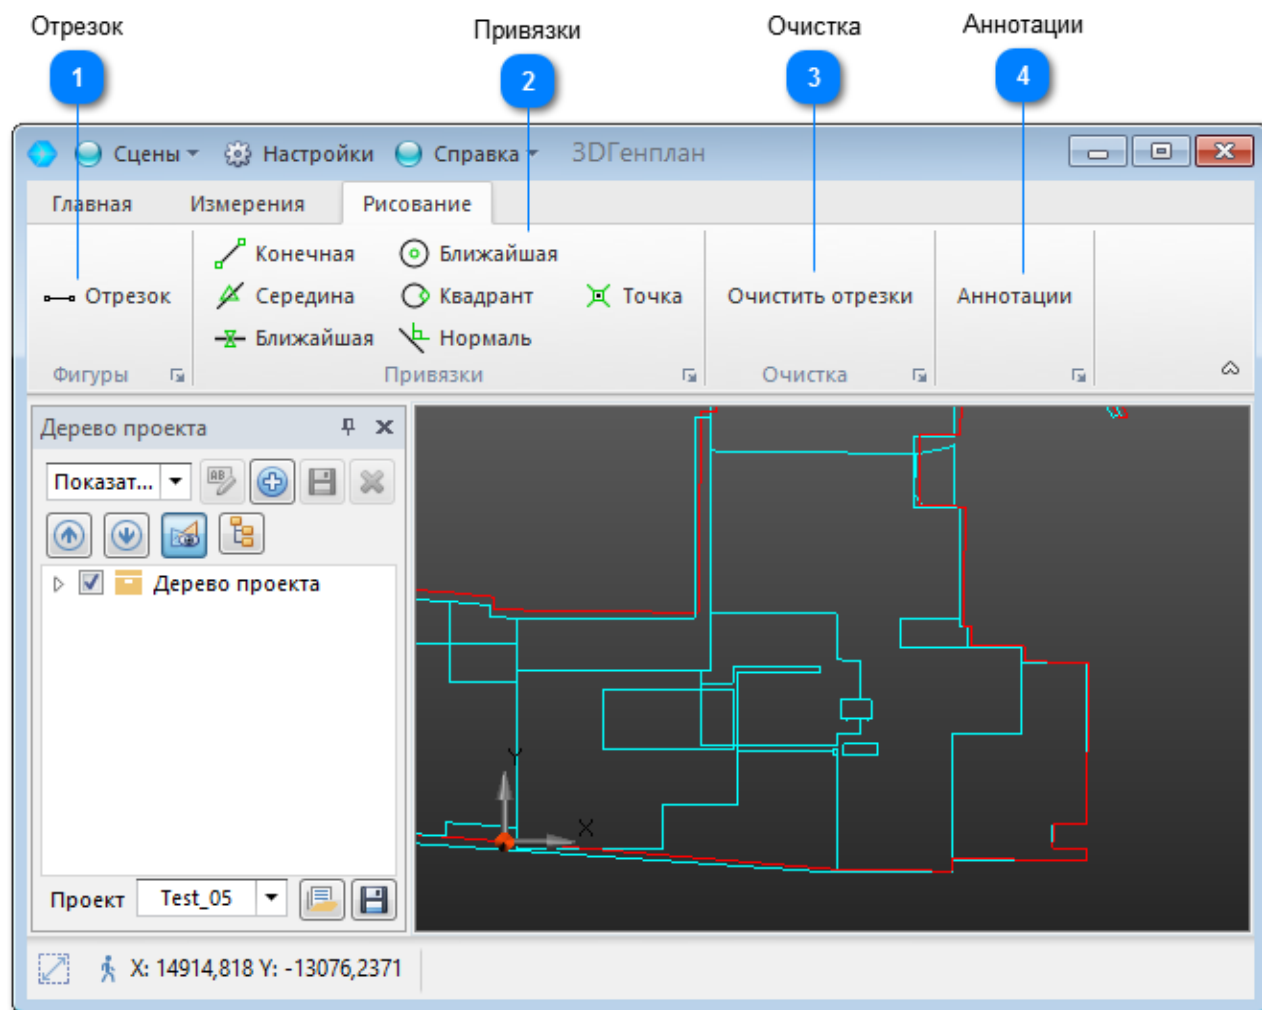 Отрезок Привязки Очистка Аннотации
1 2 3 4
Сцены Настройки Справка 3DГенплан
Главная Измерения Рисование
Конечная Ближайшая
Отрезок Середина Квадрант Точка Очистить отрезки Аннотации
Ближайшая Нормаль
Фигуры Привязки Очистка
Дерево проекта
Показат... AB
Дерево проекта
Y
X
Проект Test_05
X: 14914,818 Y: -13076,2371